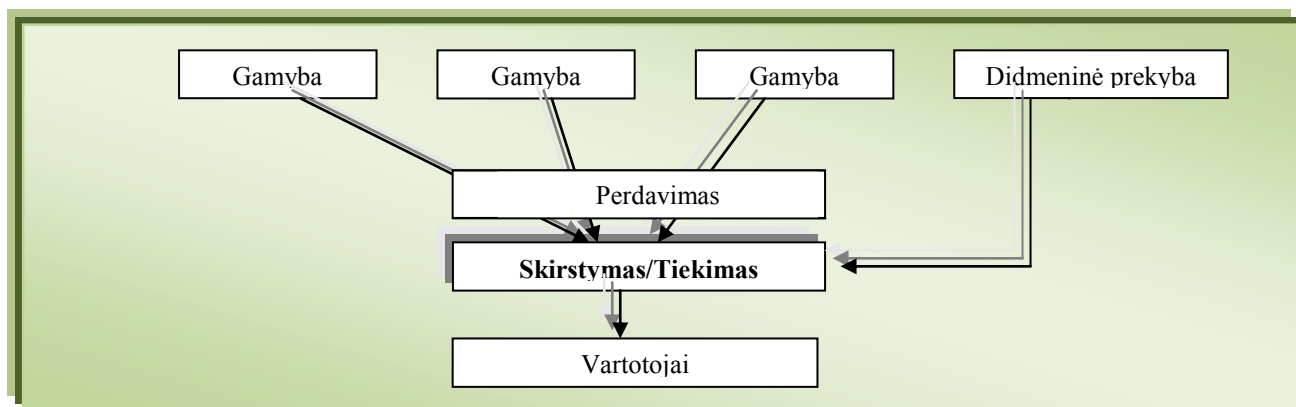 Gamyba
Gamyba
Gamyba
Didmeninė prekyba
Perdavimas
Skirstymas/Tiekimas
Vartotojai